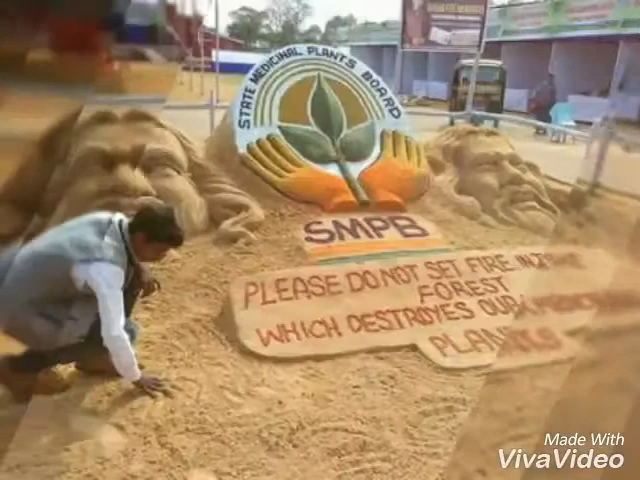 STATE MEDICINAL PLANTS BOARD
SMPB
PLEASE DO NOT SET FIRE IN THE
FOREST
WHICH DESTROYES OUR MEDICINAL
PLANTS
Made With
VivaVideo